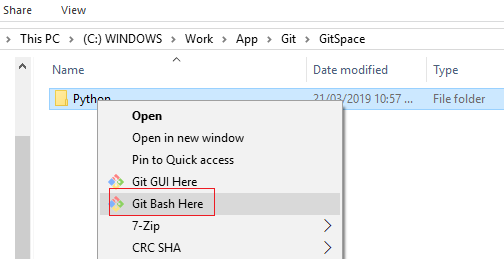 Share View
This PC > (C:) WINDOWS > Work > App > Git > GitSpace
Name Date modified Type
Python 21/03/2019 10:57 ... File folder
Open
Open in new window
Pin to Quick access
Git GUI Here
Git Bash Here
7-Zip
CRC SHA